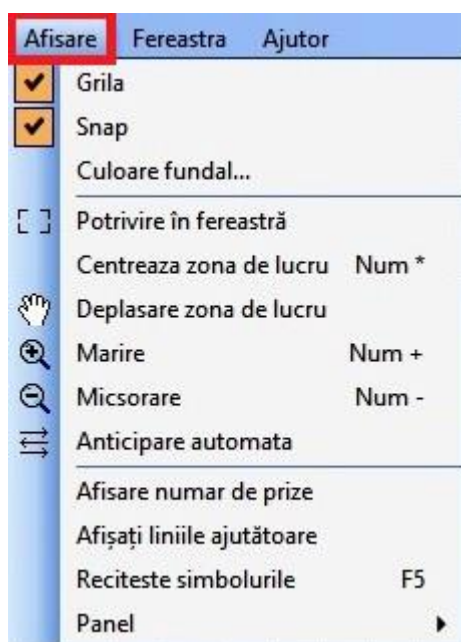 Afisare Fereastra Ajutor
Grila
Snap
Culoare fundal...
Potrivire în fereastră
Centreaza zona de lucru Num *
Deplasare zona de lucru
Marire Num +
Micsorare Num -
Anticipare automata
Afisare numar de prize
Afișați liniile ajutătoare
Reciteste simbolurile F5
Panel